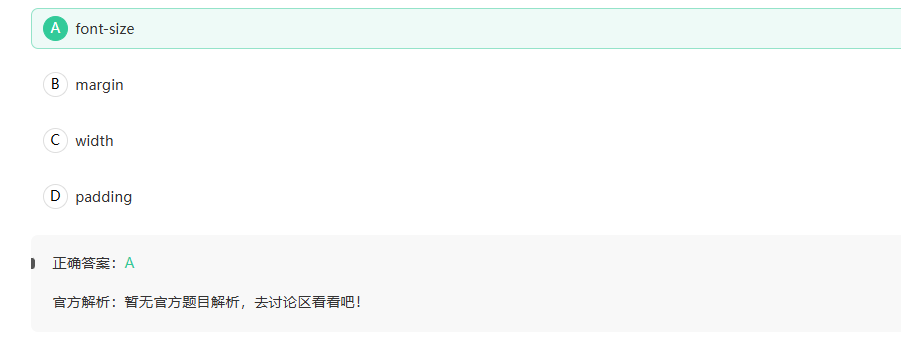 A font-size
B margin
C width
D padding
正确答案：A
官方解析：暂无官方题目解析，去讨论区看看吧！